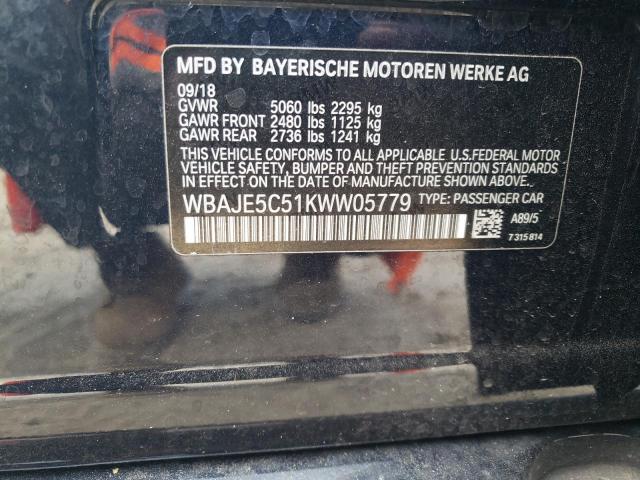 MFD BY BAYERISCHE MOTOREN WERKE AG
09/18
GVWR 5060 lbs 2295 kg
GAWR FRONT 2480 lbs 1125 kg
GAWR REAR 2736 lbs 1241 kg
THIS VEHICLE CONFORMS TO ALL APPLICABLE U.S.FEDERAL MOTOR
VEHICLE SAFETY, BUMPER AND THEFT PREVENTION STANDARDS
IN EFFECT ON THE DATE OF MANUFACTURE SHOWN ABOVE.
WBAJE5C51KWW05779 TYPE: PASSENGER CAR
A89/5
7 315 814